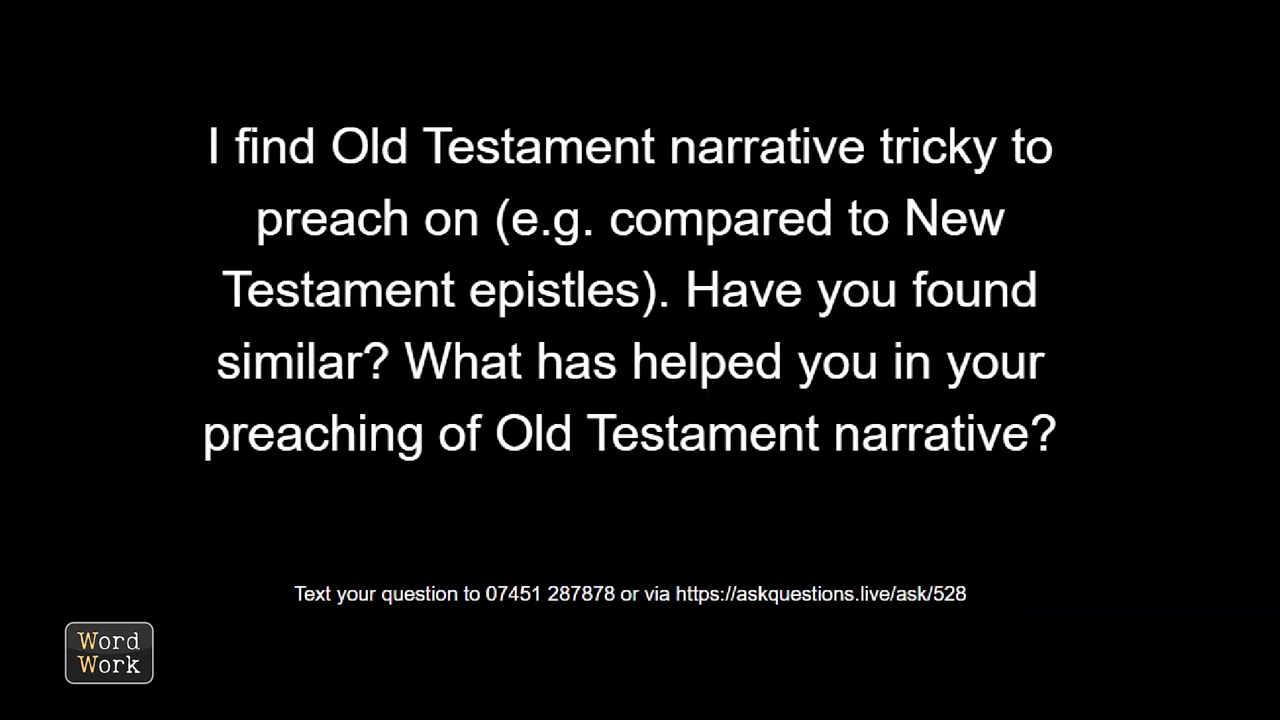 I find Old Testament narrative tricky to
preach on (e.g. compared to New
Testament epistles). Have you found
similar? What has helped you in your
preaching of Old Testament narrative?
Text your question to 07451 287878 or via https://askquestions.live/ask/528
Word
Work